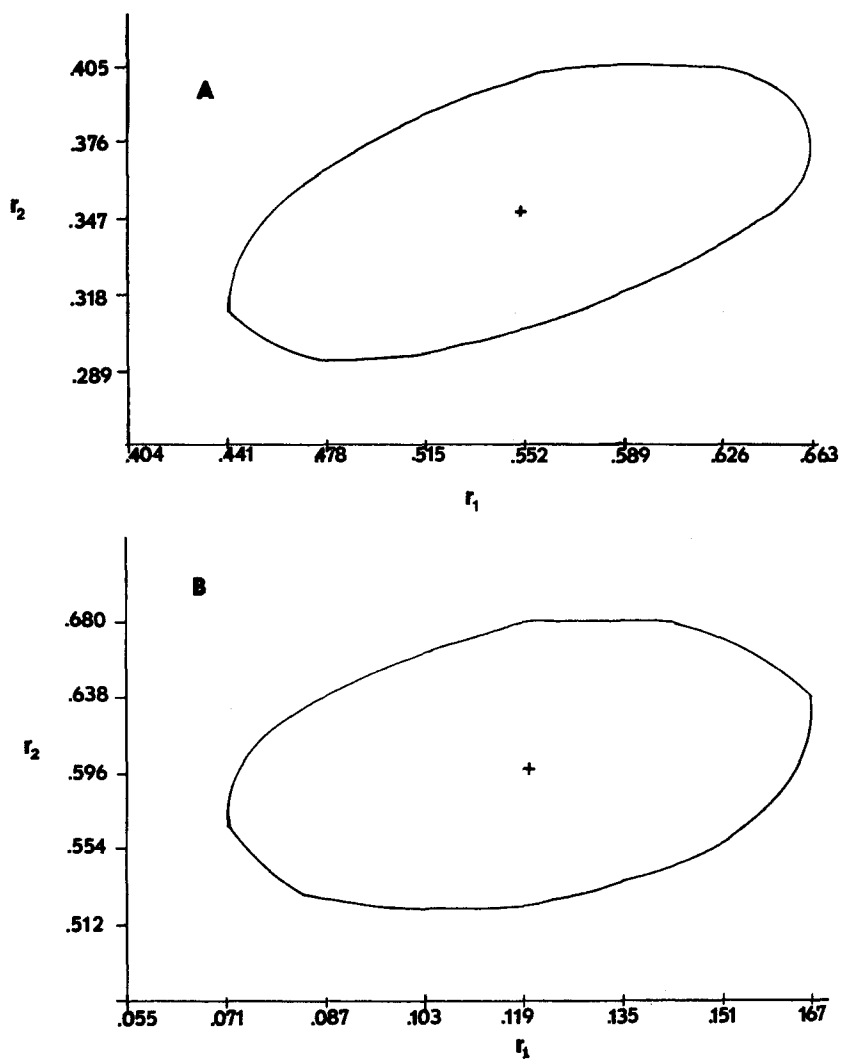 .405
A
.376
r₂
.347
.318
.289
.404 .441 .478 .515 .552 .589 .626 .663
r₁
B
.680
.638
r₂
.596
.554
.512
.055 .071 .087 .103 .119 .135 .151 167
r₁